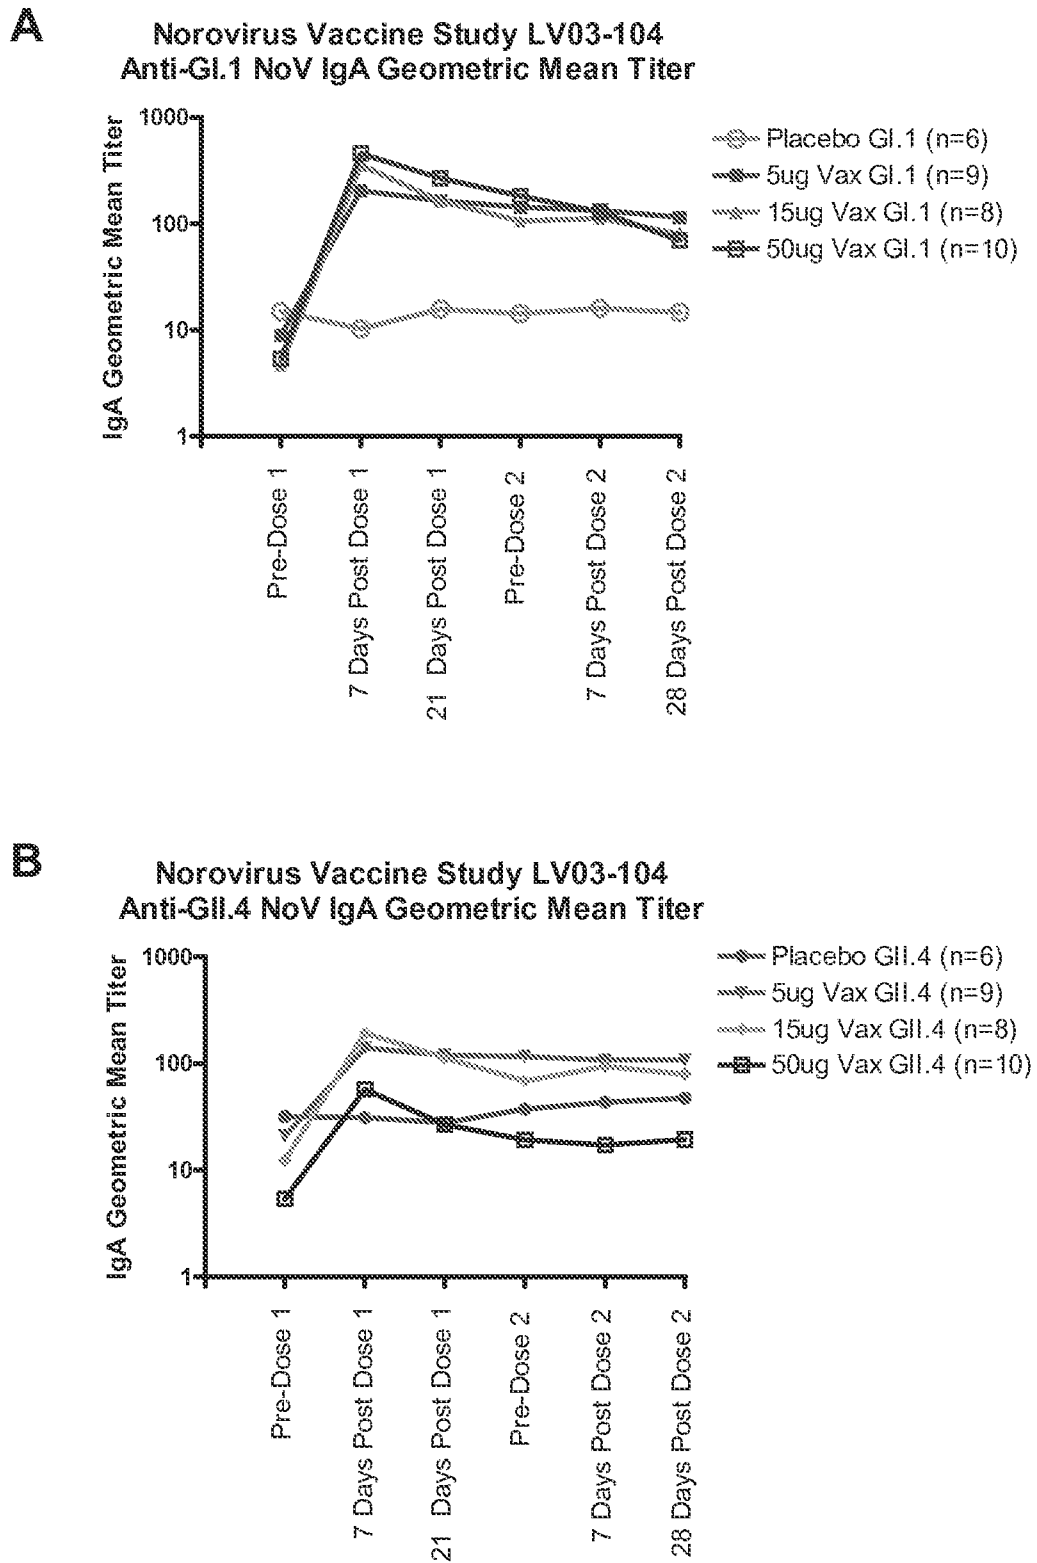 A
Norovirus Vaccine Study LV03-104
Anti-GI.1 NoV IgA Geometric Mean Titer
IgA Geometric Mean Titer
1000
100
10
1
Pre-Dose 1
7 Days Post Dose 1
21 Days Post Dose 1
Pre-Dose 2
7 Days Post Dose 2
28 Days Post Dose 2
Placebo GI.1 (n=6)
5ug Vax GI.1 (n=9)
15ug Vax GI.1 (n=8)
50ug Vax GI.1 (n=10)
B
Norovirus Vaccine Study LV03-104
Anti-GII.4 NoV IgA Geometric Mean Titer
IgA Geometric Mean Titer
1000
100
10
1
Pre-Dose 1
7 Days Post Dose 1
21 Days Post Dose 1
Pre-Dose 2
7 Days Post Dose 2
28 Days Post Dose 2
Placebo GII.4 (n=6)
5ug Vax GII.4 (n=9)
15ug Vax GII.4 (n=8)
50ug Vax GII.4 (n=10)